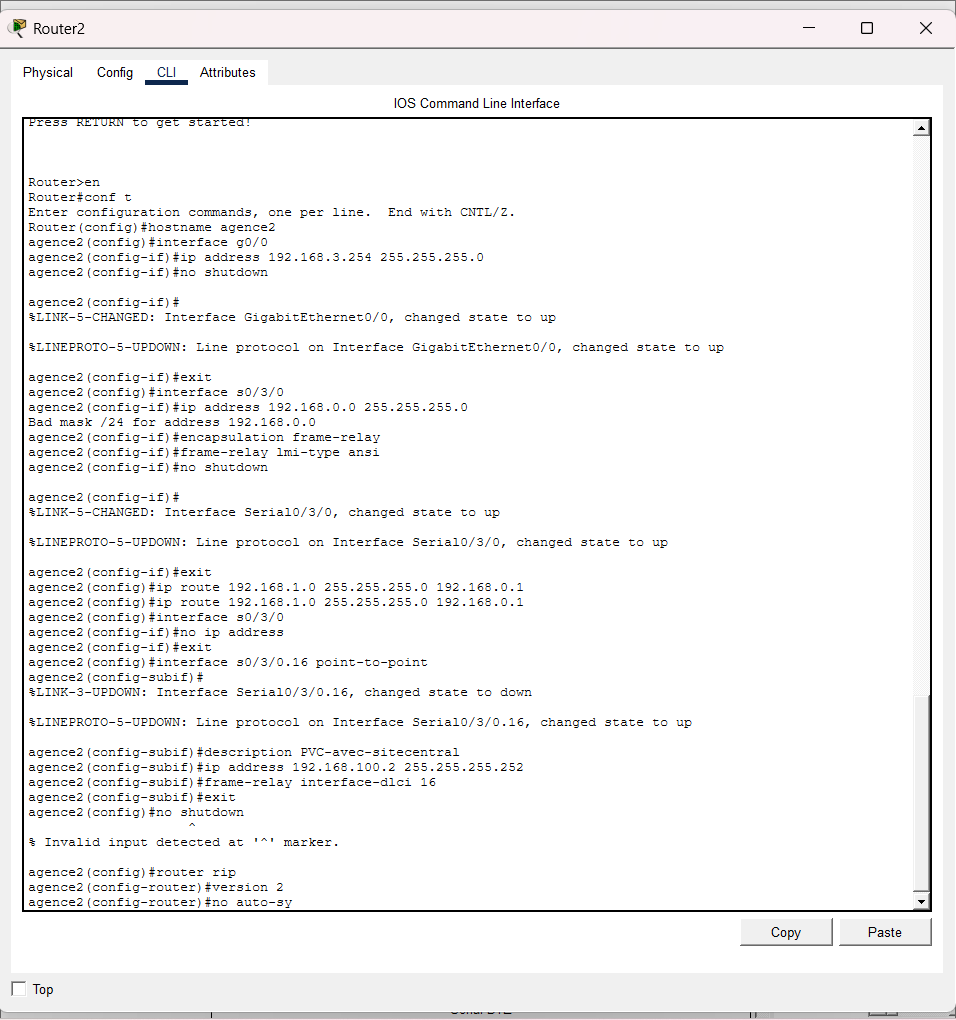 Router2
Physical Config CLI Attributes
IOS Command Line Interface
Press RETURN to get started!
Router>en
Router#conf t
Enter configuration commands, one per line.  End with CNTL/Z.
Router(config)#hostname agence2
agence2(config)#interface g0/0
agence2(config-if)#ip address 192.168.3.254 255.255.255.0
agence2(config-if)#no shutdown
agence2(config-if)#
%LINK-5-CHANGED: Interface GigabitEthernet0/0, changed state to up
%LINEPROTO-5-UPDOWN: Line protocol on Interface GigabitEthernet0/0, changed state to up
agence2(config-if)#exit
agence2(config)#interface s0/3/0
agence2(config-if)#ip address 192.168.0.0 255.255.255.0
Bad mask /24 for address 192.168.0.0
agence2(config-if)#encapsulation frame-relay
agence2(config-if)#frame-relay lmi-type ansi
agence2(config-if)#no shutdown
agence2(config-if)#
%LINK-5-CHANGED: Interface Serial0/3/0, changed state to up
%LINEPROTO-5-UPDOWN: Line protocol on Interface Serial0/3/0, changed state to up
agence2(config-if)#exit
agence2(config)#ip route 192.168.1.0 255.255.255.0 192.168.0.1
agence2(config)#ip route 192.168.1.0 255.255.255.0 192.168.0.1
agence2(config)#interface s0/3/0
agence2(config-if)#no ip address
agence2(config-if)#exit
agence2(config)#interface s0/3/0.16 point-to-point
agence2(config-subif)#
%LINK-3-UPDOWN: Interface Serial0/3/0.16, changed state to down
%LINEPROTO-5-UPDOWN: Line protocol on Interface Serial0/3/0.16, changed state to up
agence2(config-subif)#description PVC-avec-sitecentral
agence2(config-subif)#ip address 192.168.100.2 255.255.255.252
agence2(config-subif)#frame-relay interface-dlci 16
agence2(config-subif)#exit
agence2(config)#no shutdown
^
% Invalid input detected at '^' marker.
agence2(config)#router rip
agence2(config-router)#version 2
agence2(config-router)#no auto-sy
Copy Paste
Top